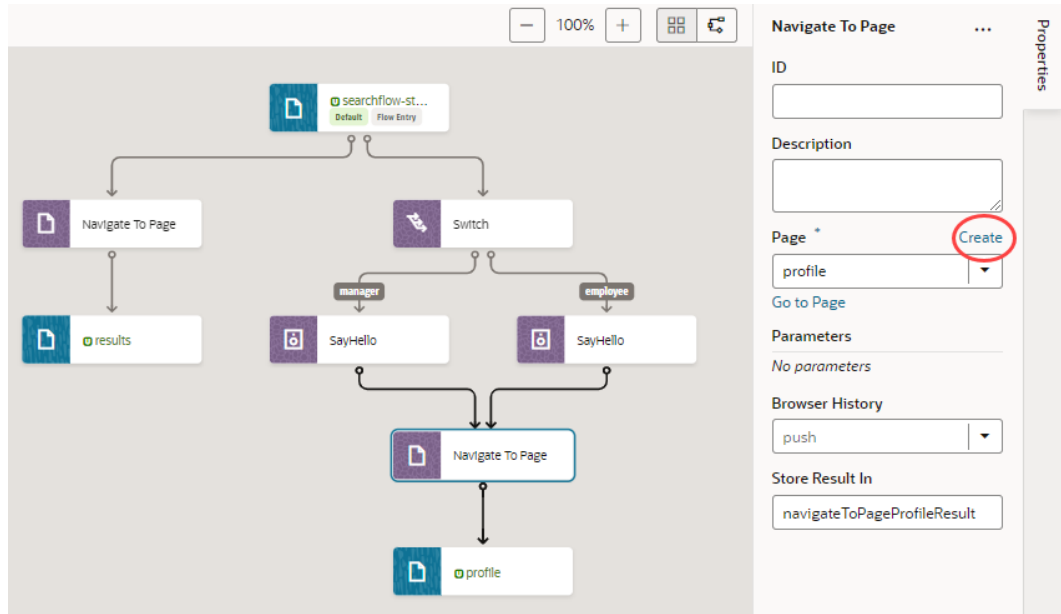 100%
searchflow-st...
Default Flow Entry
Navigate To Page
Switch
manager
employee
results
SayHello
SayHello
Navigate To Page
profile
Navigate To Page
ID
Description
Page * Create
profile
Go to Page
Parameters
No parameters
Browser History
push
Store Result In
navigateToPageProfileResult
Properties